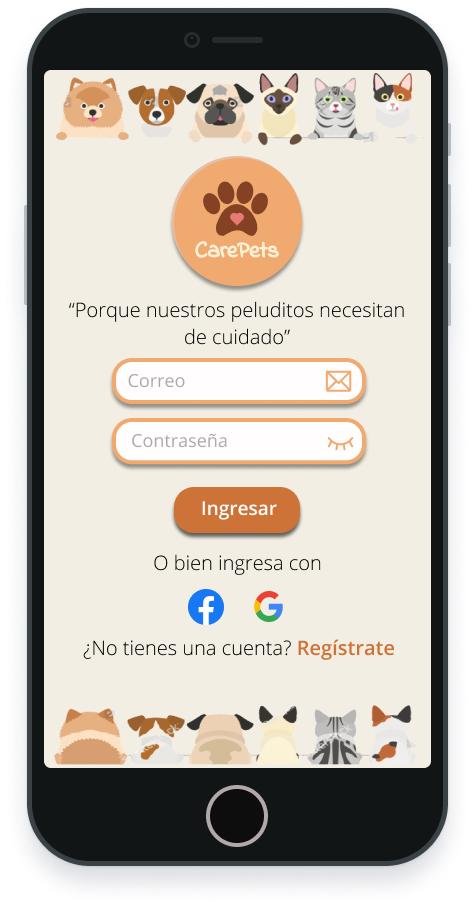 CarePets
“Porque nuestros peluditos necesitan
de cuidado”
Correo
Contraseña
Ingresar
O bien ingresa con
¿No tienes una cuenta? Regístrate